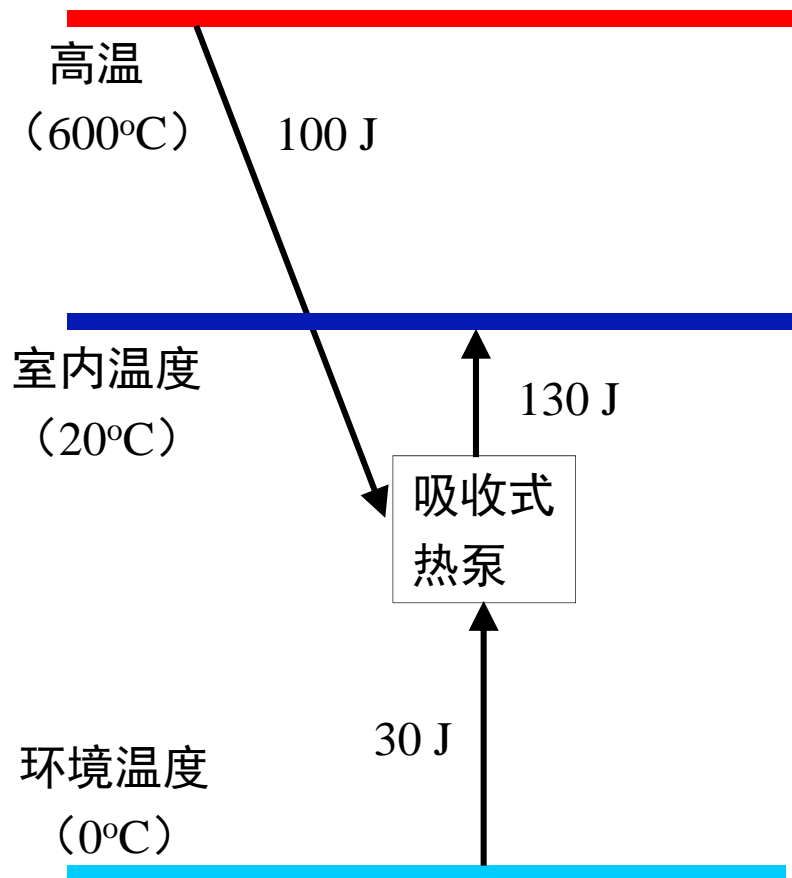 高温
（600ºC）
100 J
室内温度
（20ºC）
130 J
吸收式
热泵
30 J
环境温度
（0ºC）